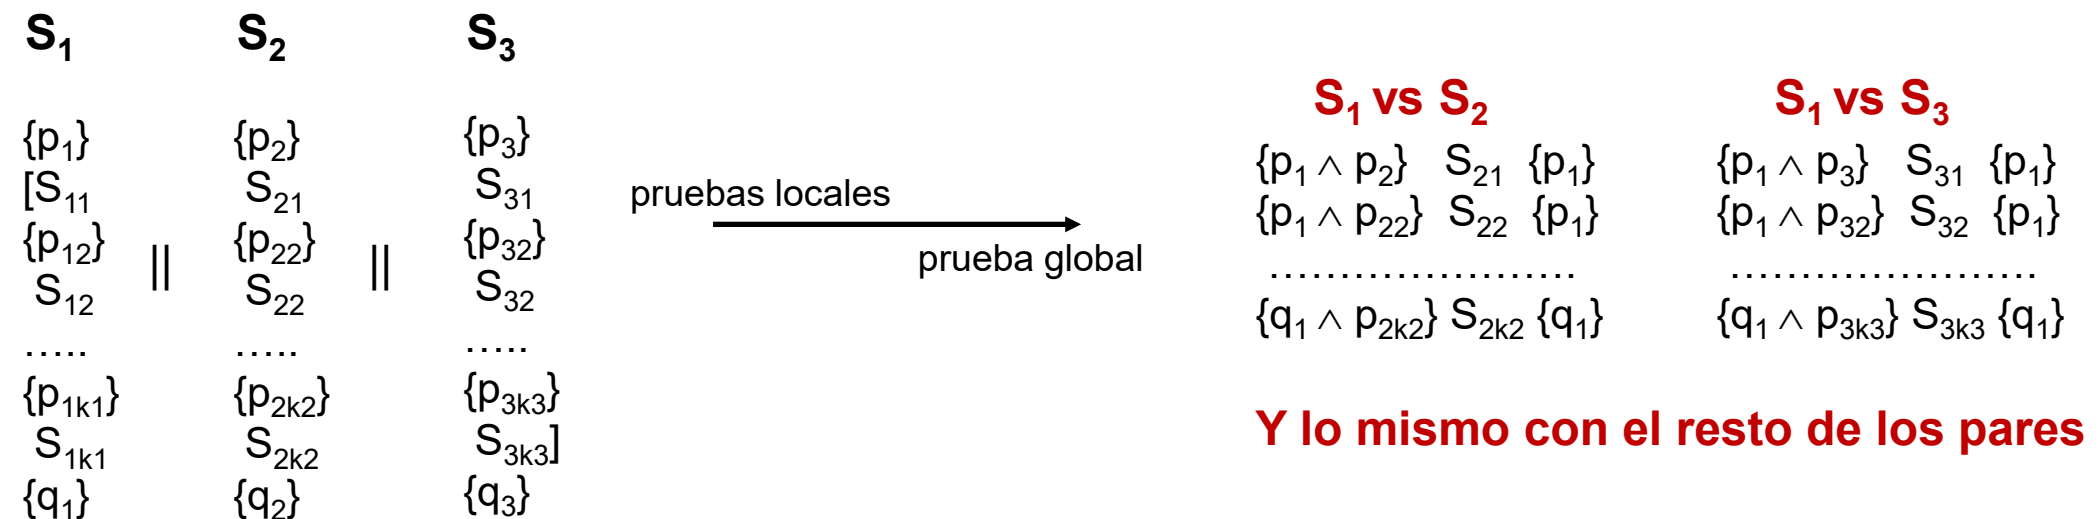 S₁ S₂ S₃
{p₁} {p₂} {p₃}
[S₁₁ S₂₁ S₃₁
{p₁₂} || {p₂₂} || {p₃₂}
S₁₂ S₂₂ S₃₂
….. ….. …..
{p₁ₖ₁} {p₂ₖ₂} {p₃ₖ₃}
S₁ₖ₁ S₂ₖ₂ S₃ₖ₃]
{q₁} {q₂} {q₃}
pruebas locales
prueba global
S₁ vs S₂ S₁ vs S₃
{p₁ ∧ p₂} S₂₁ {p₁} {p₁ ∧ p₃} S₃₁ {p₁}
{p₁ ∧ p₂₂} S₂₂ {p₁} {p₁ ∧ p₃₂} S₃₂ {p₁}
…………………. ………………….
{q₁ ∧ p₂ₖ₂} S₂ₖ₂ {q₁} {q₁ ∧ p₃ₖ₃} S₃ₖ₃ {q₁}
Y lo mismo con el resto de los pares